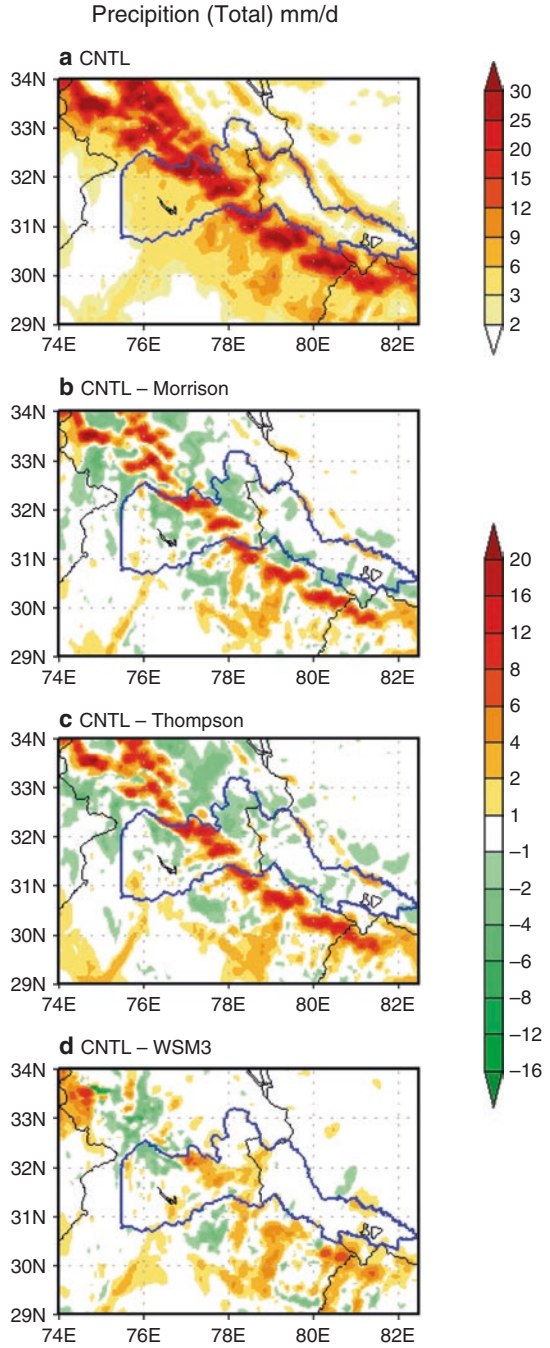 Precipition (Total) mm/d
a CNTL
34N
33N
32N
31N
30N
29N
74E 76E 78E 80E 82E
30
25
20
15
12
9
6
3
2
b CNTL – Morrison
34N
33N
32N
31N
30N
29N
74E 76E 78E 80E 82E
c CNTL – Thompson
34N
33N
32N
31N
30N
29N
74E 76E 78E 80E 82E
20
16
12
8
6
4
2
1
–1
–2
–4
–6
–8
–12
–16
d CNTL – WSM3
34N
33N
32N
31N
30N
29N
74E 76E 78E 80E 82E